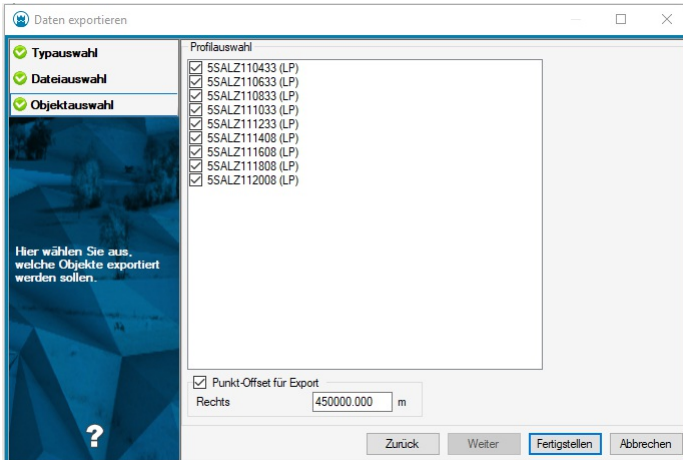 Daten exportieren
Typauswahl
Dateiauswahl
Objektauswahl
Hier wählen Sie aus,
welche Objekte exportiert
werden sollen.
?
Profilauswahl
5SALZ110433 (LP)
5SALZ110633 (LP)
5SALZ110833 (LP)
5SALZ111033 (LP)
5SALZ111233 (LP)
5SALZ111408 (LP)
5SALZ111608 (LP)
5SALZ111808 (LP)
5SALZ112008 (LP)
Punkt-Offset für Export
Rechts 450000.000 m
Zurück Weiter Fertigstellen Abbrechen